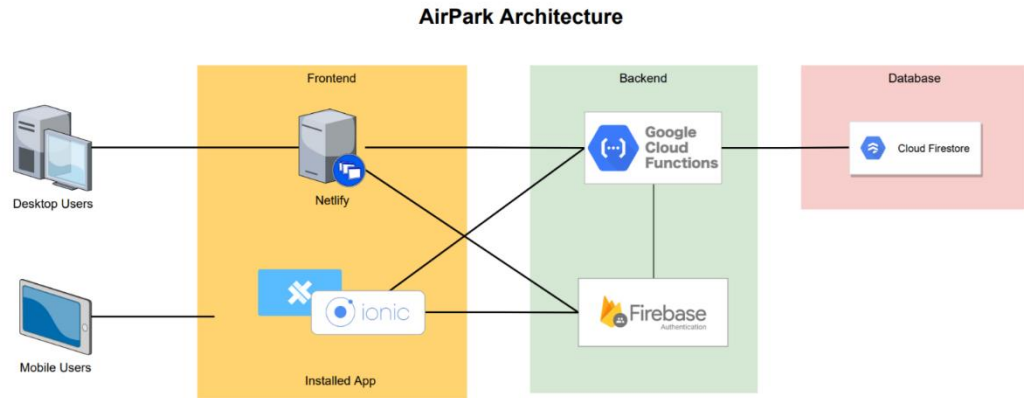 AirPark Architecture
Frontend
Backend
Database
Google
Cloud
Functions
Cloud Firestore
Desktop Users
Netlify
ionic
Firebase
Authentication
Mobile Users
Installed App